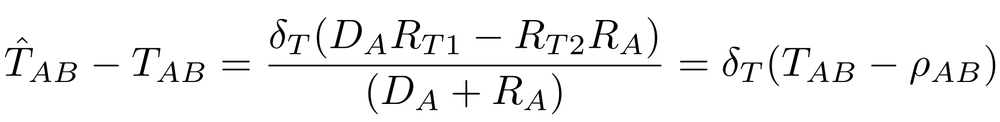 $\hat{T}_{AB} - T_{AB} = \frac{\delta_T(D_A R_{T1} - R_{T2} R_A)}{(D_A + R_A)} = \delta_T(T_{AB} - \rho_{AB})$